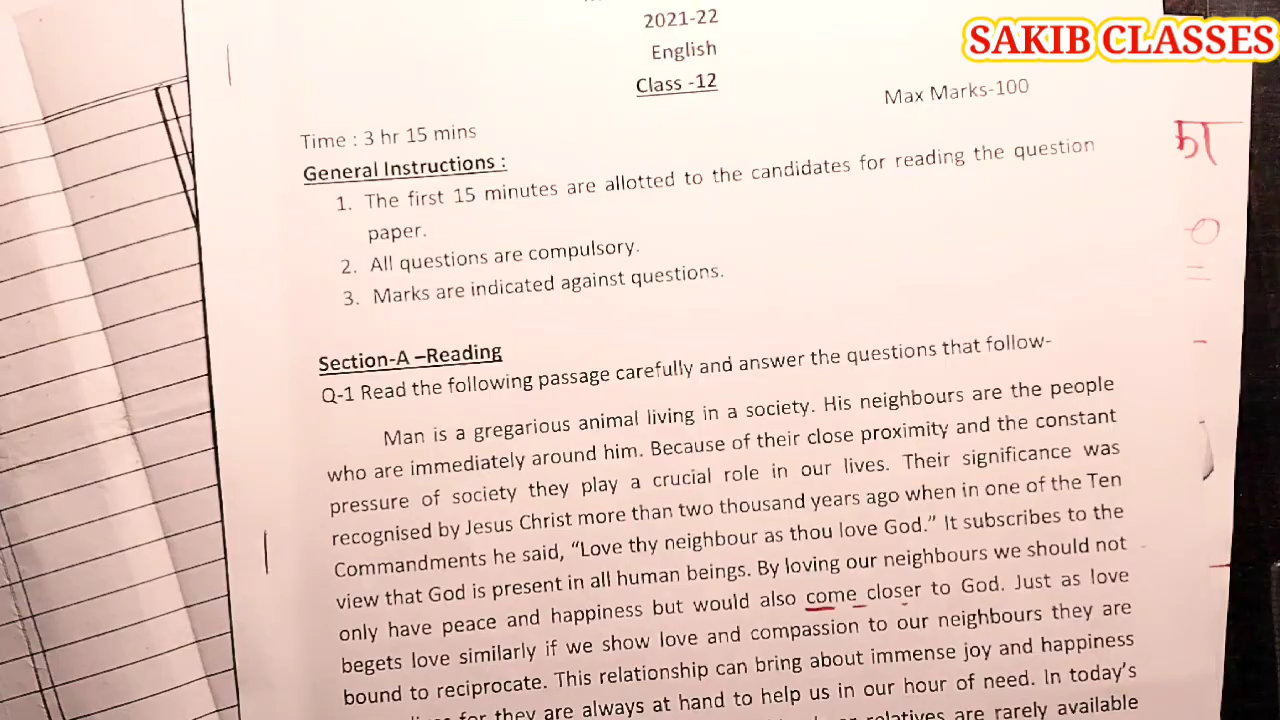 2021-22
SAKIB CLASSES
English
Class -12
Max Marks-100
Time : 3 hr 15 mins
General Instructions :
1. The first 15 minutes are allotted to the candidates for reading the question
paper.
2. All questions are compulsory.
3. Marks are indicated against questions.
Section-A –Reading
Q-1 Read the following passage carefully and answer the questions that follow-
Man is a gregarious animal living in a society. His neighbours are the people
who are immediately around him. Because of their close proximity and the constant
pressure of society they play a crucial role in our lives. Their significance was
recognised by Jesus Christ more than two thousand years ago when in one of the Ten
Commandments he said, “Love thy neighbour as thou love God.” It subscribes to the
view that God is present in all human beings. By loving our neighbours we should not
only have peace and happiness but would also come closer to God. Just as love
begets love similarly if we show love and compassion to our neighbours they are
bound to reciprocate. This relationship can bring about immense joy and happiness
for they are always at hand to help us in our hour of need. In today’s
relatives are rarely available